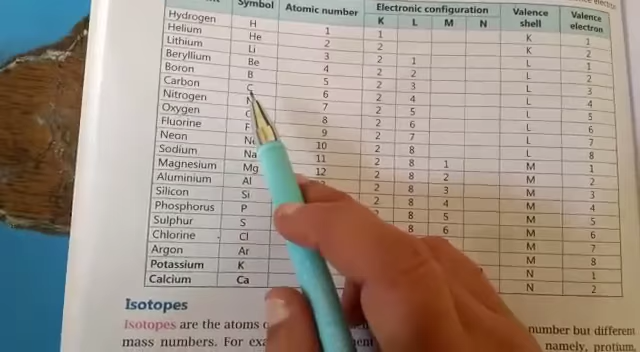 Symbol Atomic number Electronic configuration Valence shell Valence electron
K L M N
Hydrogen H 1 1 K 1
Helium He 2 2 K 2
Lithium Li 3 2 1 L 1
Beryllium Be 4 2 2 L 2
Boron B 5 2 3 L 3
Carbon C 6 2 4 L 4
Nitrogen N 7 2 5 L 5
Oxygen 8 2 6 L 6
Fluorine F 9 2 7 L 7
Neon Ne 10 2 8 L 8
Sodium Na 11 2 8 1 M 1
Magnesium Mg 12 2 8 2 M 2
Aluminium Al 2 8 3 M 3
Silicon Si 2 8 4 M 4
Phosphorus P 8 5 M 5
Sulphur S 8 6 M 6
Chlorine Cl M 7
Argon Ar M 8
Potassium K N 1
Calcium Ca N 2
Isotopes
Isotopes are the atoms number but different
mass numbers. For namely, protium,